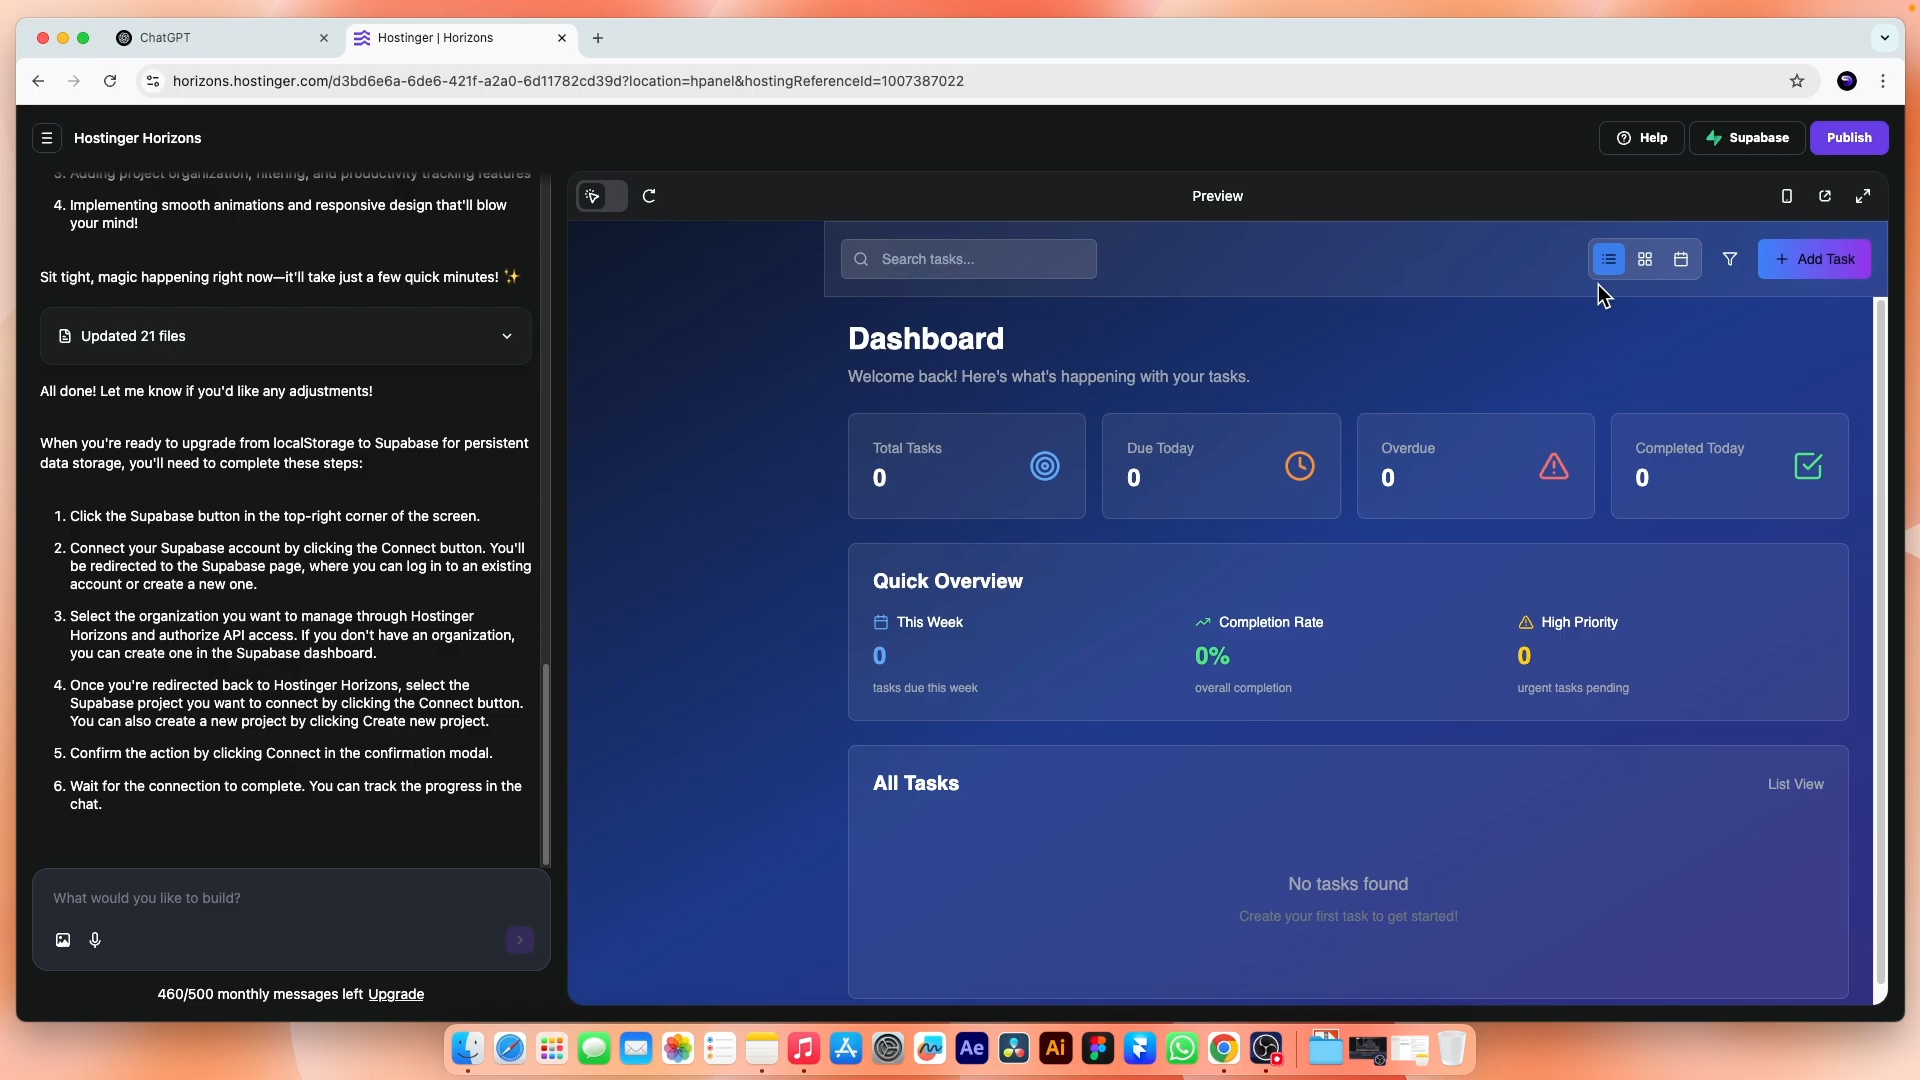 ChatGPT
Hostinger | Horizons
horizons.hostinger.com/d3bd6e6a-6de6-421f-a2a0-6d11782cd39d?location=hpanel&hostingReferenceId=1007387022
Hostinger Horizons
Help
Supabase
Publish
3. Adding project organization, filtering, and productivity tracking features
4. Implementing smooth animations and responsive design that'll blow
your mind!
Sit tight, magic happening right now—it'll take just a few quick minutes! ✨
Updated 21 files
All done! Let me know if you'd like any adjustments!
When you're ready to upgrade from localStorage to Supabase for persistent
data storage, you'll need to complete these steps:
1. Click the Supabase button in the top-right corner of the screen.
2. Connect your Supabase account by clicking the Connect button. You'll
be redirected to the Supabase page, where you can log in to an existing
account or create a new one.
3. Select the organization you want to manage through Hostinger
Horizons and authorize API access. If you don't have an organization,
you can create one in the Supabase dashboard.
4. Once you're redirected back to Hostinger Horizons, select the
Supabase project you want to connect by clicking the Connect button.
You can also create a new project by clicking Create new project.
5. Confirm the action by clicking Connect in the confirmation modal.
6. Wait for the connection to complete. You can track the progress in the
chat.
What would you like to build?
460/500 monthly messages left Upgrade
Preview
Search tasks...
+ Add Task
Dashboard
Welcome back! Here's what's happening with your tasks.
Total Tasks
0
Due Today
0
Overdue
0
Completed Today
0
Quick Overview
This Week
0
tasks due this week
Completion Rate
0%
overall completion
High Priority
0
urgent tasks pending
All Tasks
List View
No tasks found
Create your first task to get started!
Ae
Ai